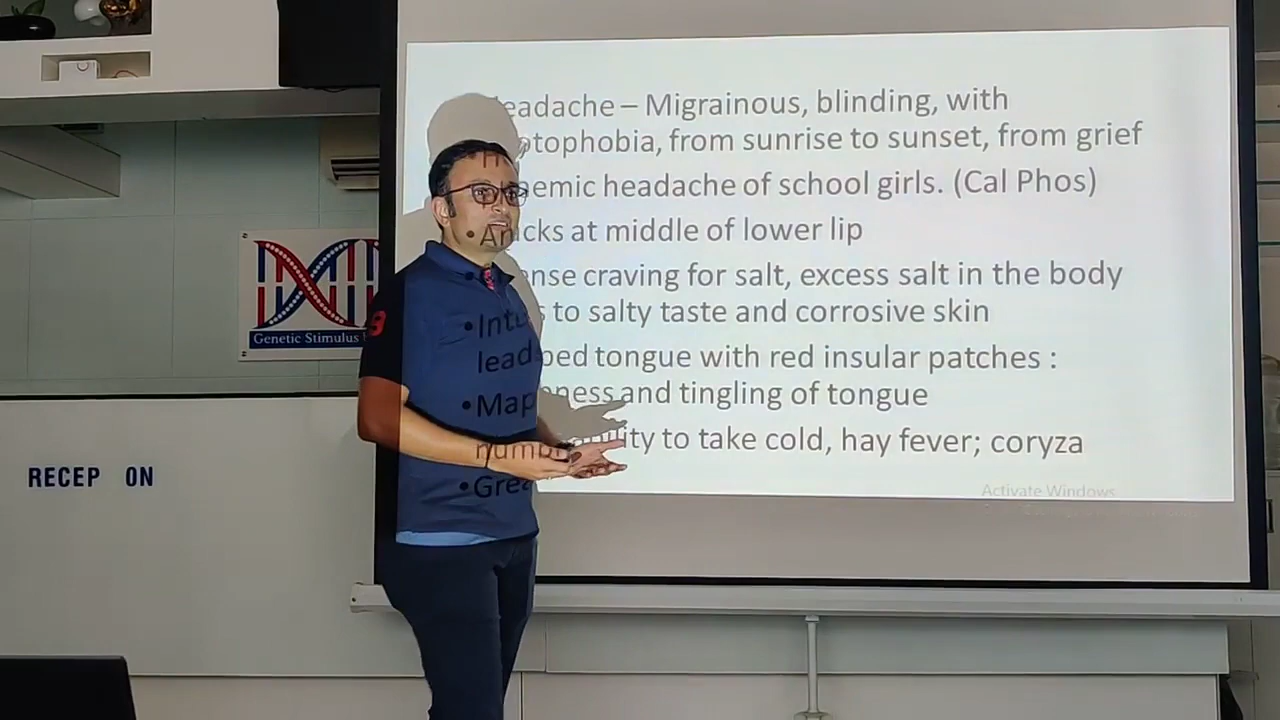 Headache – Migrainous, blinding, with
photophobia, from sunrise to sunset, from grief
• Anaemic headache of school girls. (Cal Phos)
at middle of lower lip
• Intense craving for salt, excess salt in the body
leads to salty taste and corrosive skin
• Mapped tongue with red insular patches :
numbness and tingling of tongue
• Great to take cold, hay fever; coryza
Activate Windows
Genetic Stimulus
RECEP ON